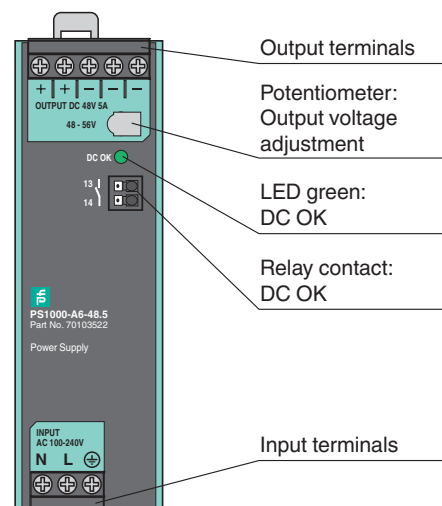 Output terminals
+ + − − −
OUTPUT DC 48V 5A
48 - 56V
Potentiometer:
Output voltage
adjustment
DC OK
LED green:
DC OK
13
14
Relay contact:
DC OK
PS1000-A6-48.5
Part No. 70103522
Power Supply
INPUT
AC 100-240V
N L
Input terminals